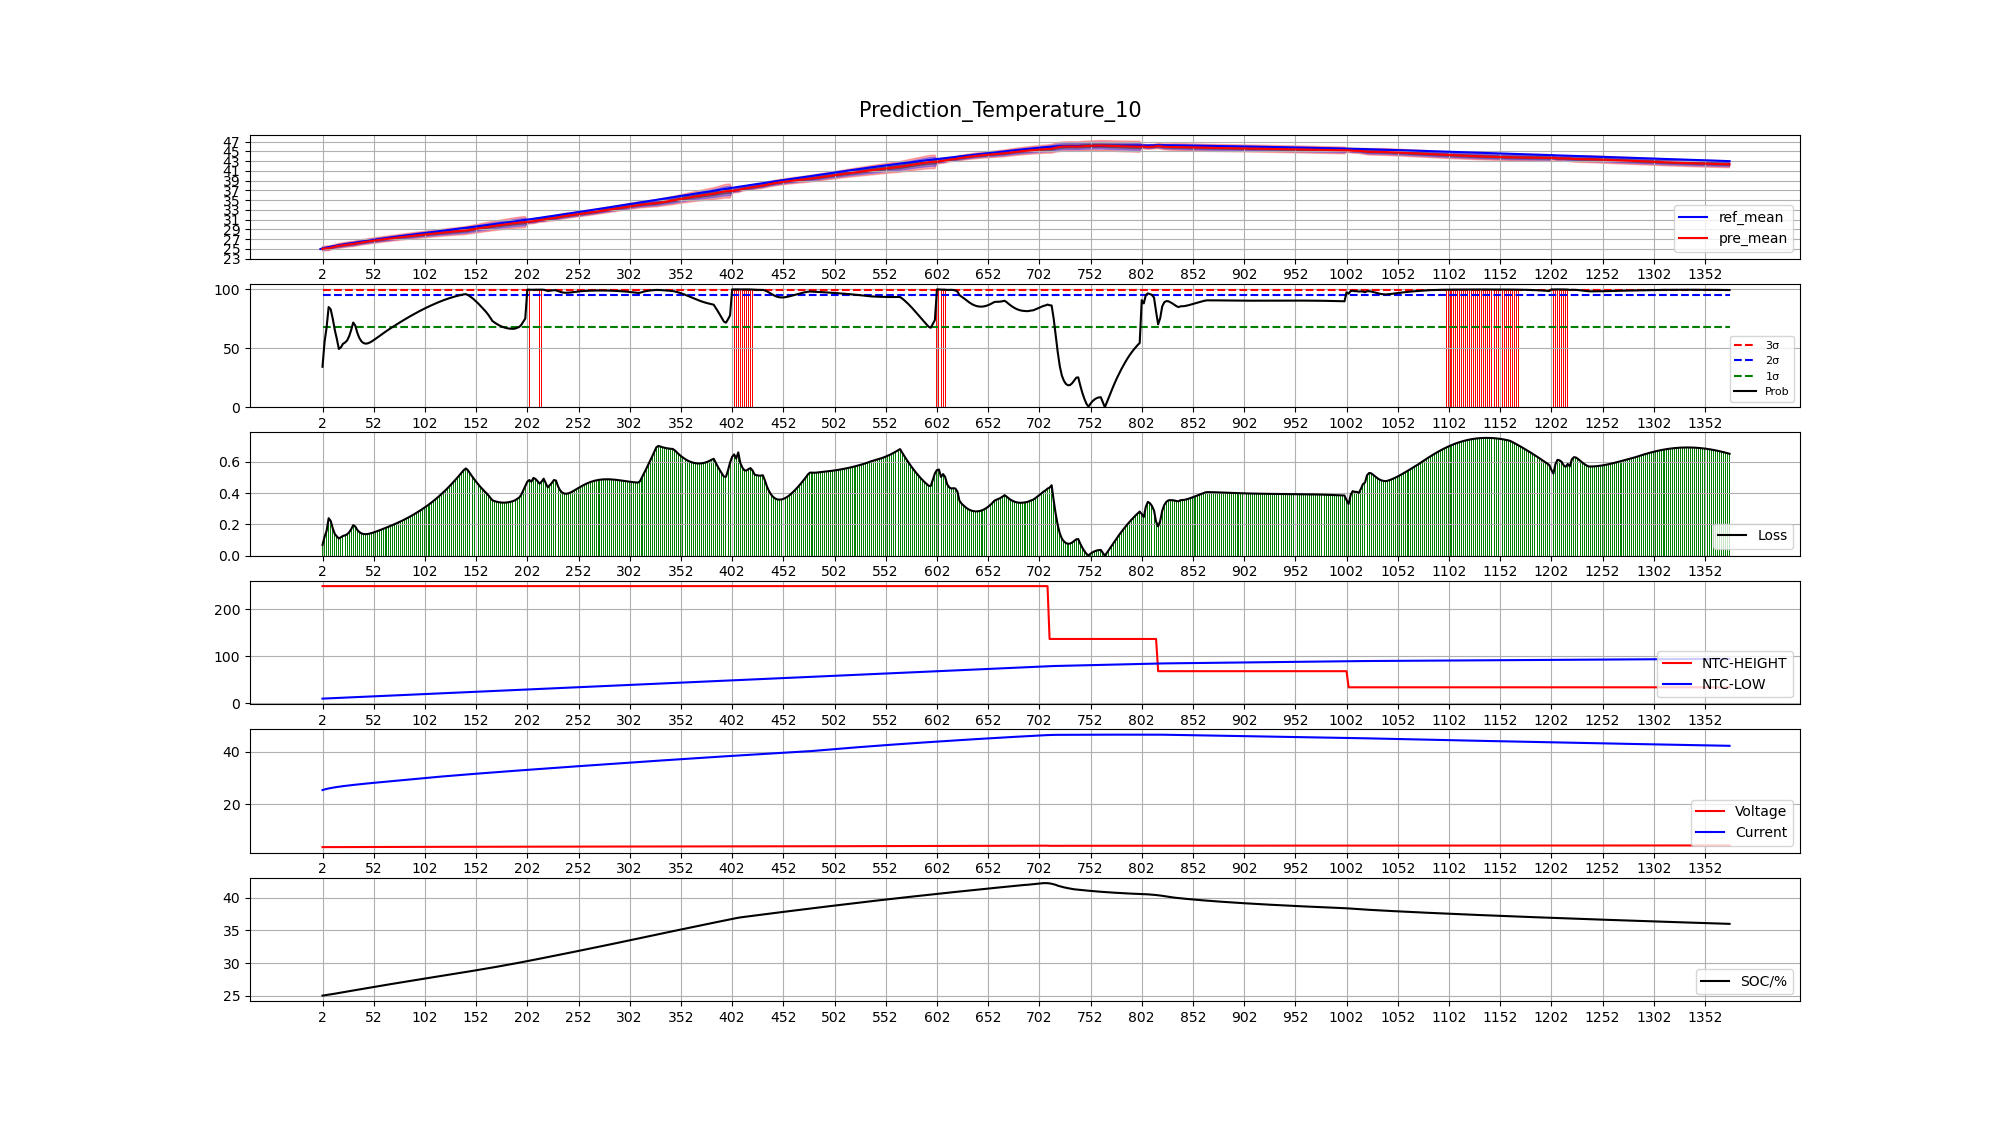 Prediction_Temperature_10
47
45
43
41
39
37
35
33
31
29
27
25
23
2 52 102 152 202 252 302 352 402 452 502 552 602 652 702 752 802 852 902 952 1002 1052 1102 1152 1202 1252 1302 1352
ref_mean
pre_mean
100
50
0
2 52 102 152 202 252 302 352 402 452 502 552 602 652 702 752 802 852 902 952 1002 1052 1102 1152 1202 1252 1302 1352
3σ
2σ
1σ
Prob
0.6
0.4
0.2
0.0
2 52 102 152 202 252 302 352 402 452 502 552 602 652 702 752 802 852 902 952 1002 1052 1102 1152 1202 1252 1302 1352
Loss
200
100
0
2 52 102 152 202 252 302 352 402 452 502 552 602 652 702 752 802 852 902 952 1002 1052 1102 1152 1202 1252 1302 1352
NTC-HEIGHT
NTC-LOW
40
20
2 52 102 152 202 252 302 352 402 452 502 552 602 652 702 752 802 852 902 952 1002 1052 1102 1152 1202 1252 1302 1352
Voltage
Current
40
35
30
25
2 52 102 152 202 252 302 352 402 452 502 552 602 652 702 752 802 852 902 952 1002 1052 1102 1152 1202 1252 1302 1352
SOC/%